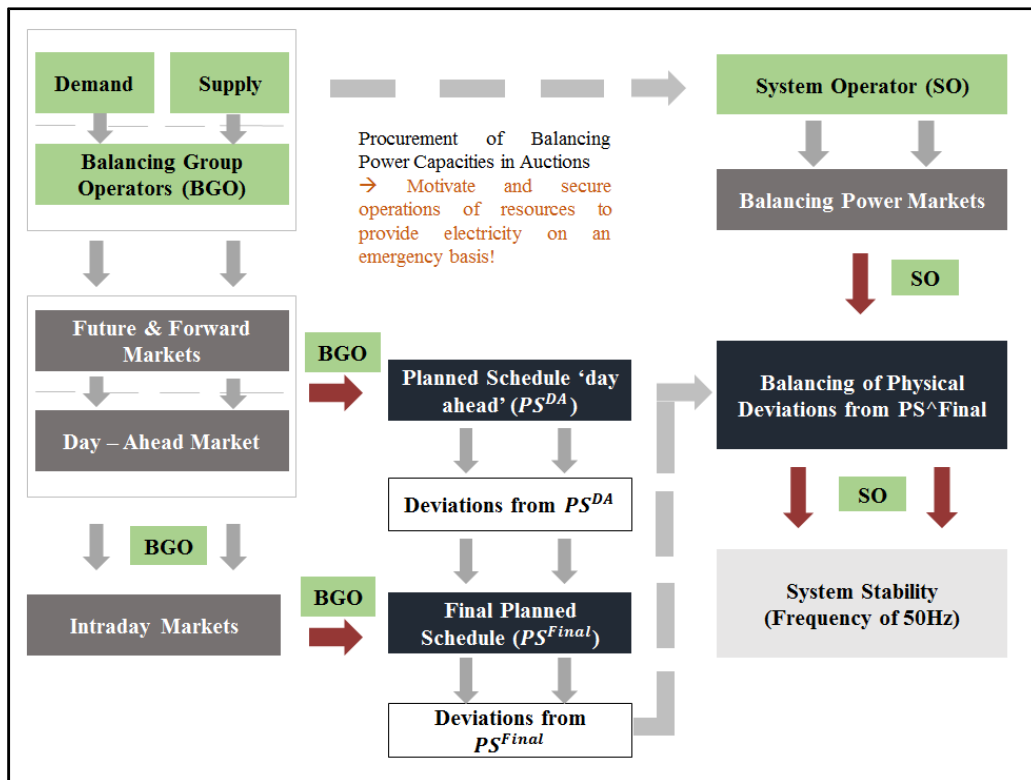 Demand
Supply
Balancing Group
Operators (BGO)
Procurement of Balancing
Power Capacities in Auctions
→ Motivate and secure
operations of resources to
provide electricity on an
emergency basis!
System Operator (SO)
Balancing Power Markets
SO
Future & Forward
Markets
Day – Ahead Market
BGO
Planned Schedule ‘day
ahead’ (PS^DA)
Deviations from PS^DA
Balancing of Physical
Deviations from PS^Final
SO
BGO
Intraday Markets
BGO
Final Planned
Schedule (PS^Final)
Deviations from
PS^Final
System Stability
(Frequency of 50Hz)